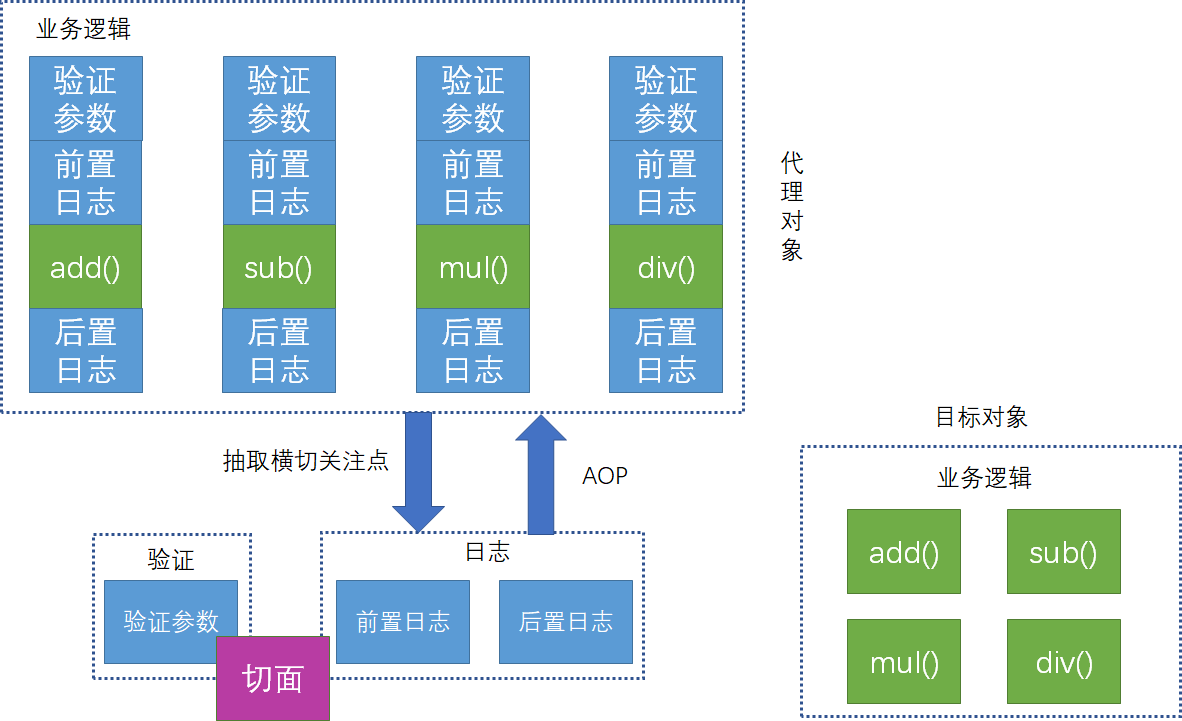 业务逻辑
验证
参数
前置
日志
add()
后置
日志
验证
参数
前置
日志
sub()
后置
日志
验证
参数
前置
日志
mul()
后置
日志
验证
参数
前置
日志
div()
后置
日志
代
理
对
象
抽取横切关注点
AOP
验证
验证参数
日志
前置日志
后置日志
切面
目标对象
业务逻辑
add()
sub()
mul()
div()